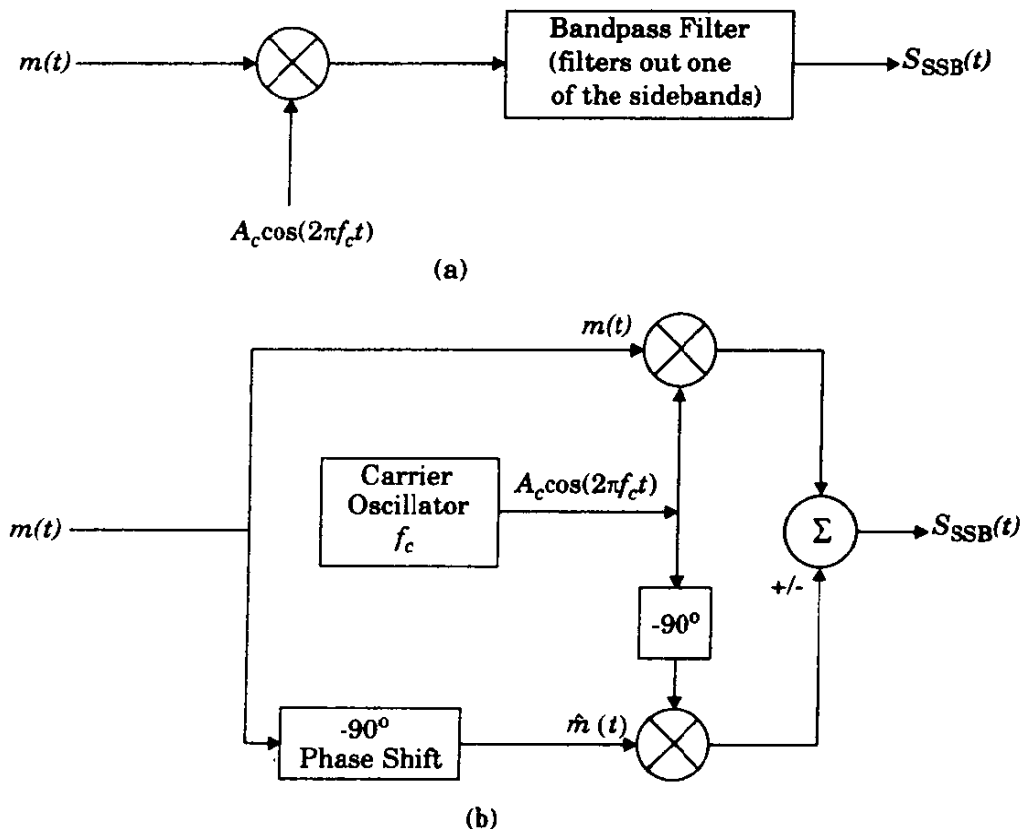 m(t)
Bandpass Filter
(filters out one
of the sidebands)
S_SSB(t)
A_c cos(2πf_c t)
(a)
m(t)
Carrier
Oscillator
f_c
A_c cos(2πf_c t)
m(t)
Σ
S_SSB(t)
+/-
-90°
-90°
Phase Shift
m̂ (t)
(b)